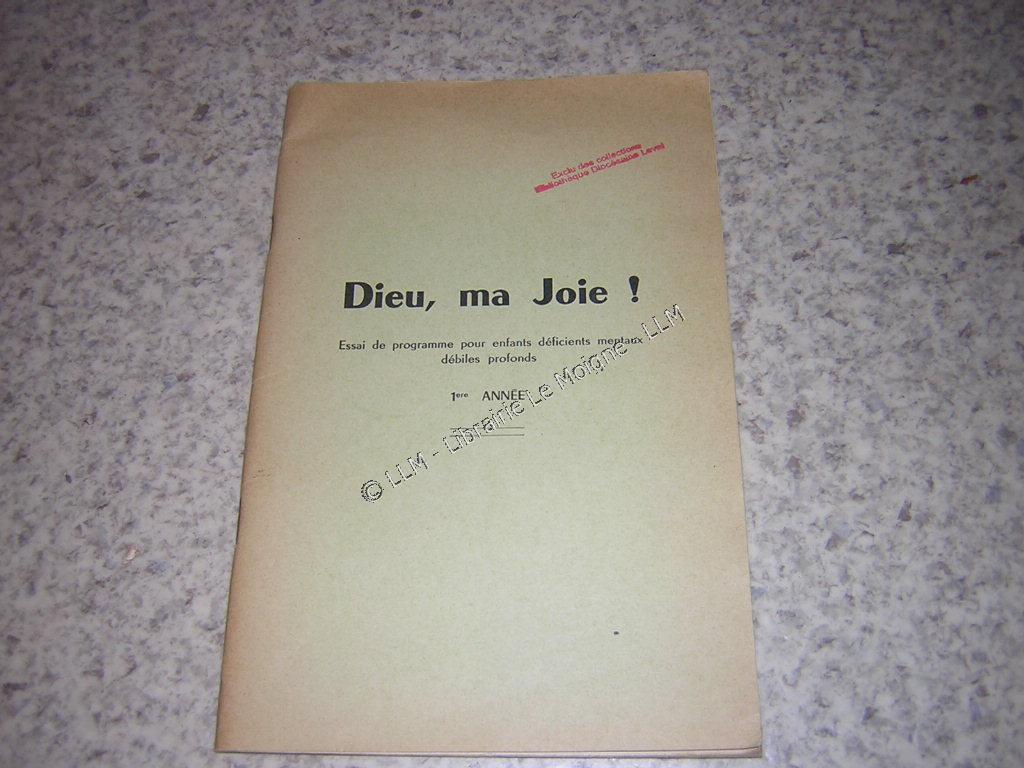 Exclu des collections
Bibliothèque Diocésaine Laval
Dieu, ma Joie !
Essai de programme pour enfants déficients mentaux
débiles profonds
1ere ANNÉE
© LLM - Librairie Le Moigne - LLM